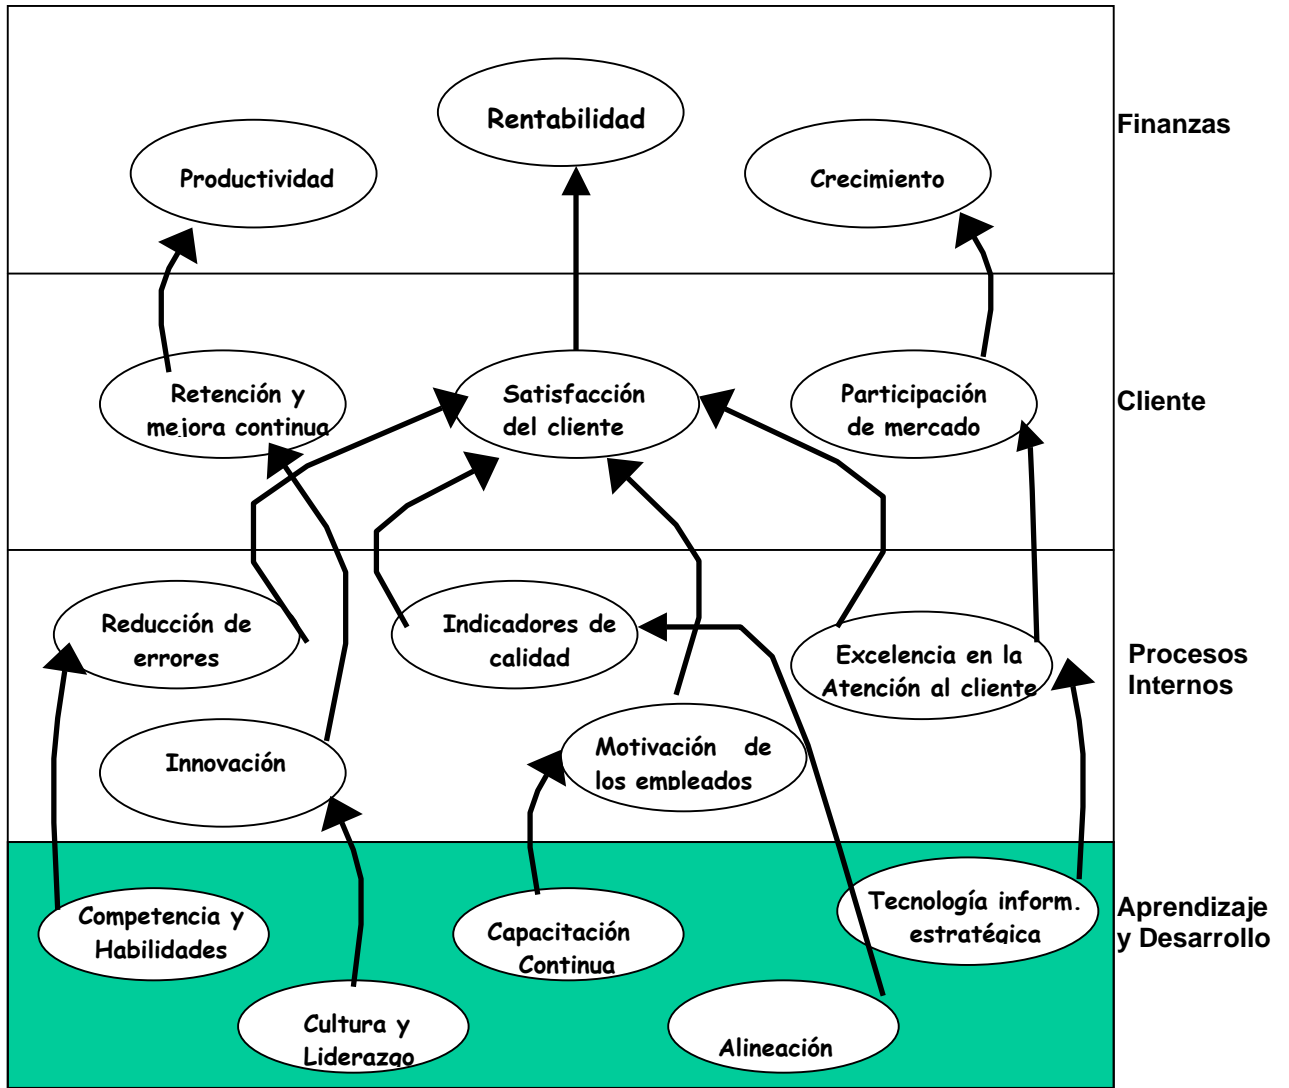 Rentabilidad
Productividad
Crecimiento
Finanzas
Retención y
mejora continua
Satisfacción
del cliente
Participación
de mercado
Cliente
Reducción de
errores
Indicadores de
calidad
Excelencia en la
Atención al cliente
Procesos
Internos
Innovación
Motivación de
los empleados
Competencia y
Habilidades
Capacitación
Continua
Tecnología inform.
estratégica
Aprendizaje
y Desarrollo
Cultura y
Liderazgo
Alineación